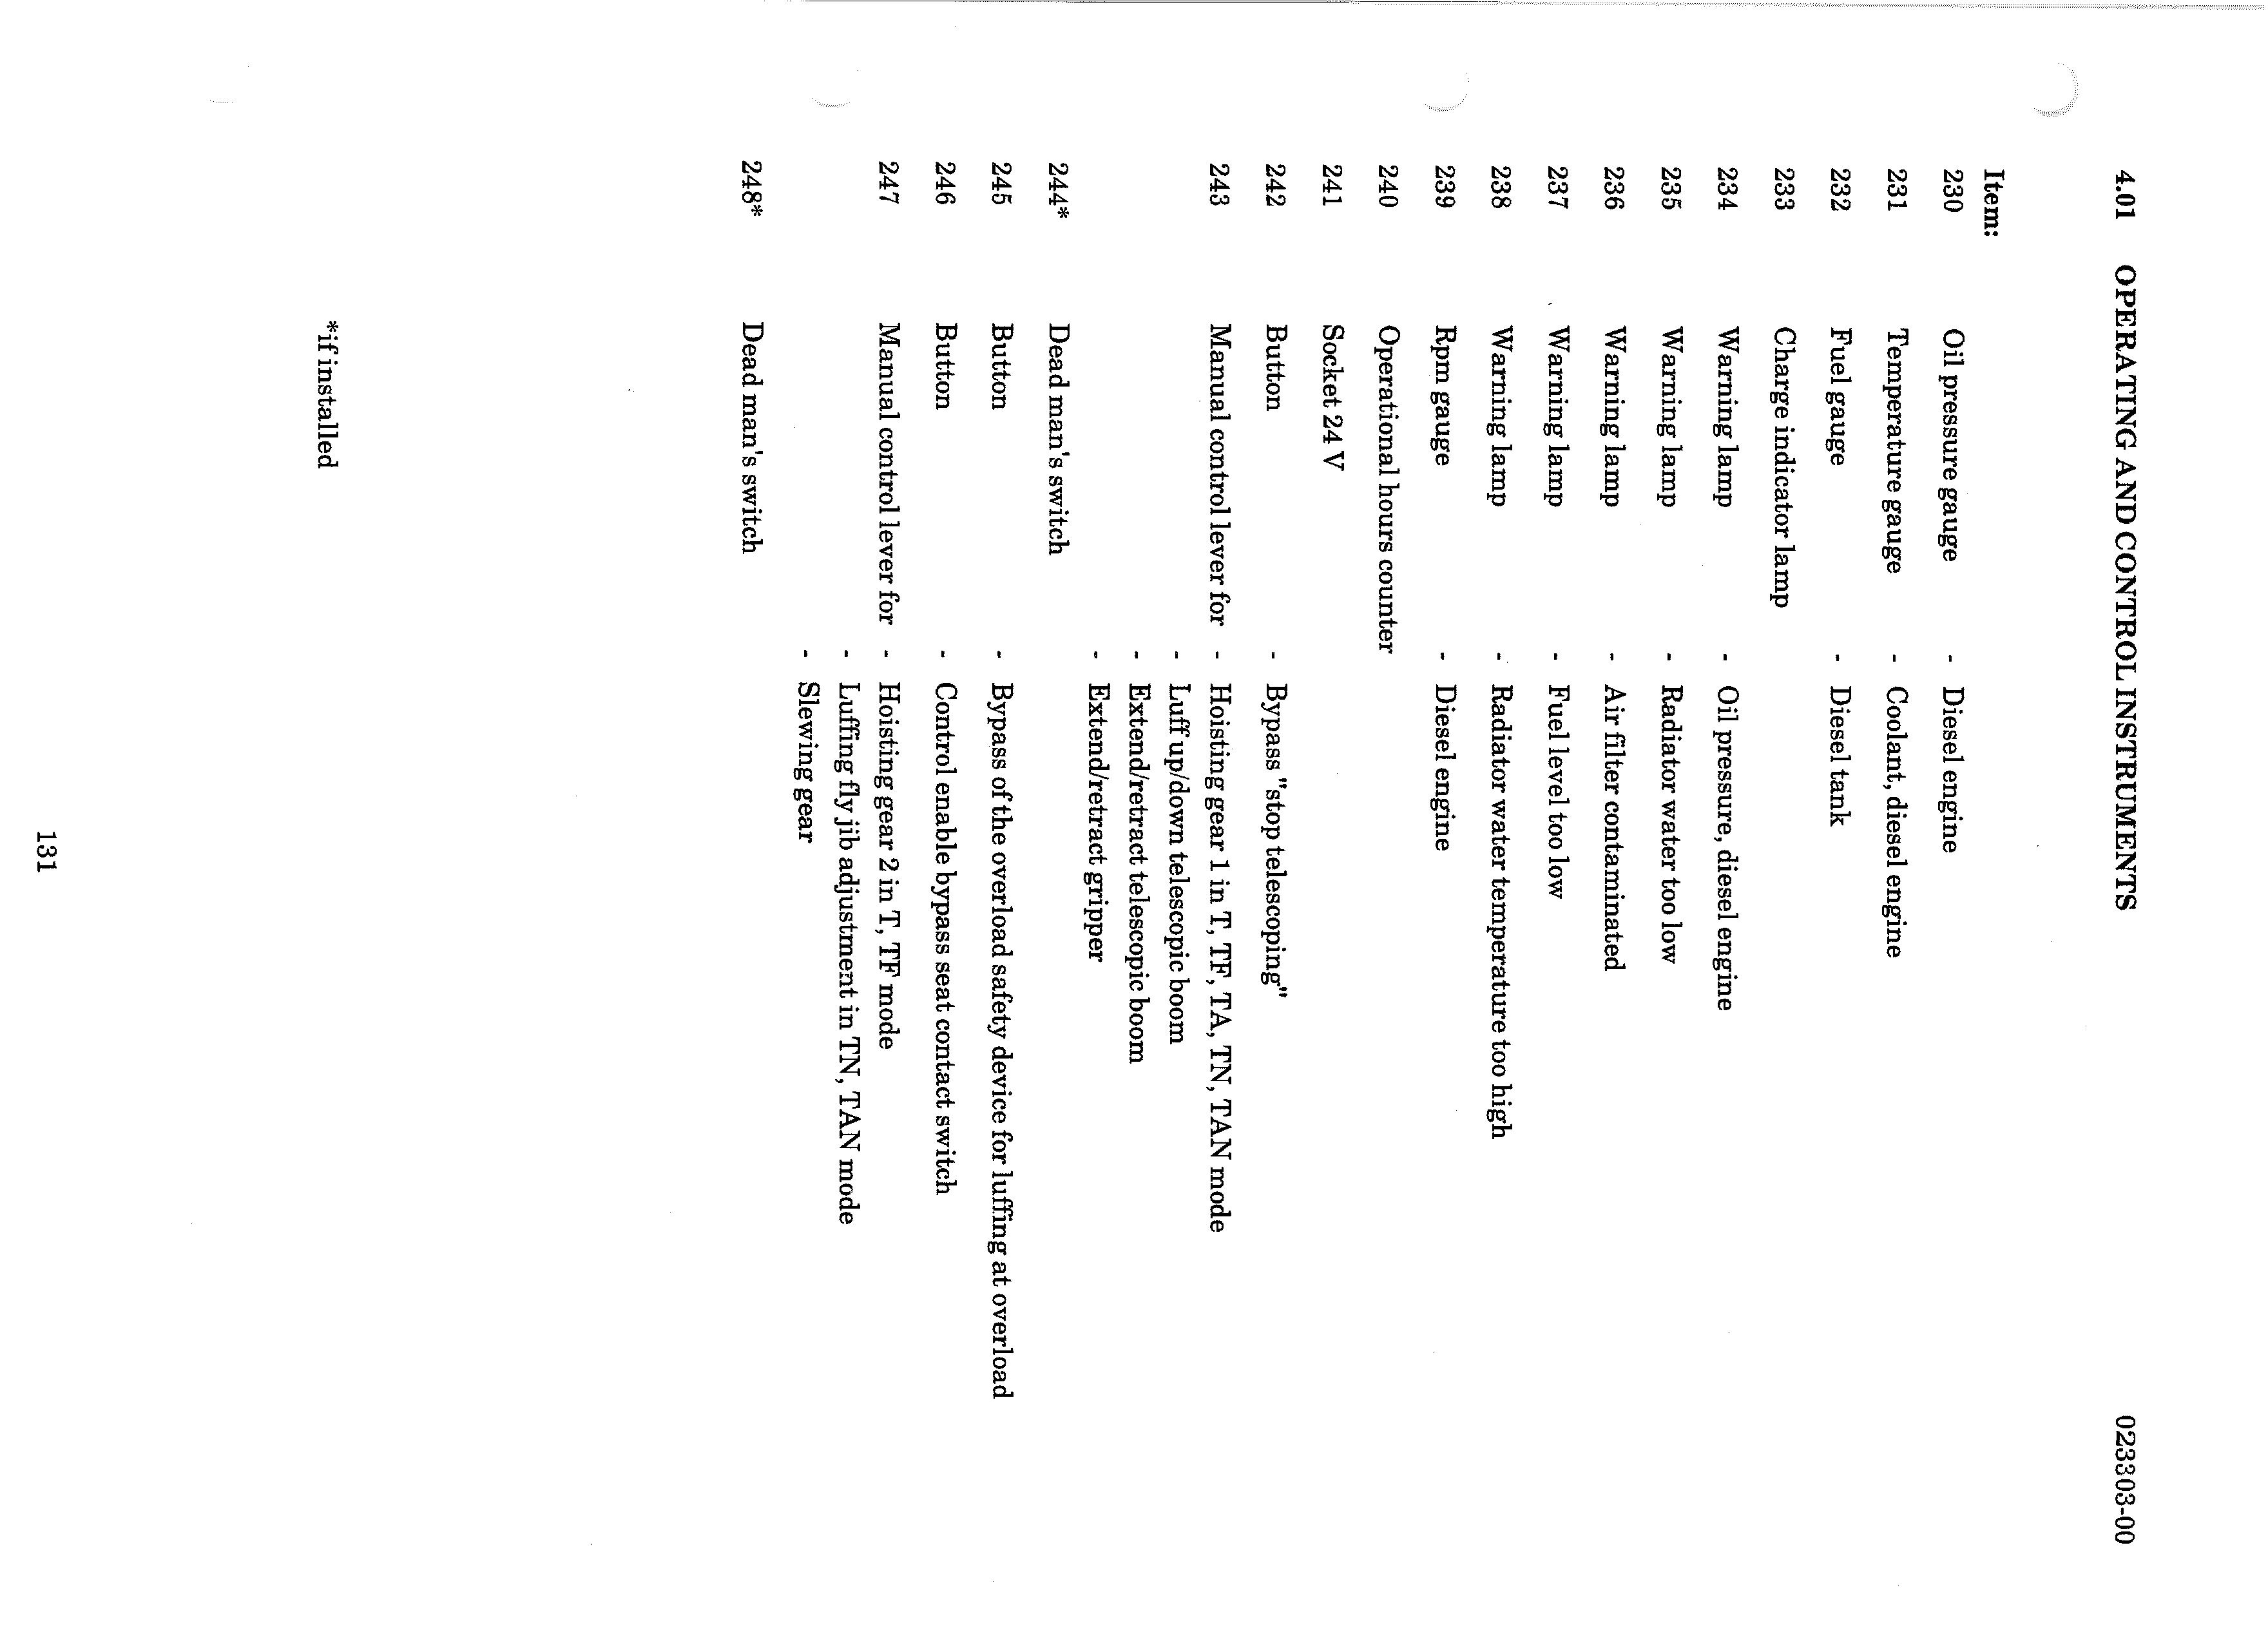 4.01 OPERATING AND CONTROL INSTRUMENTS 023303-00
Item:
230 Oil pressure gauge - Diesel engine
231 Temperature gauge - Coolant, diesel engine
232 Fuel gauge - Diesel tank
233 Charge indicator lamp
234 Warning lamp - Oil pressure, diesel engine
235 Warning lamp - Radiator water too low
236 Warning lamp - Air filter contaminated
237 Warning lamp - Fuel level too low
238 Warning lamp - Radiator water temperature too high
239 Rpm gauge - Diesel engine
240 Operational hours counter
241 Socket 24 V
242 Button - Bypass "stop telescoping"
243 Manual control lever for - Hoisting gear 1 in T, TF, TA, TN, TAN mode
- Luff up/down telescopic boom
- Extend/retract telescopic boom
- Extend/retract gripper
244* Dead man's switch
245 Button - Bypass of the overload safety device for luffing at overload
246 Button - Control enable bypass seat contact switch
247 Manual control lever for - Hoisting gear 2 in T, TF mode
- Luffing fly jib adjustment in TN, TAN mode
- Slewing gear
248* Dead man's switch
*if installed
131